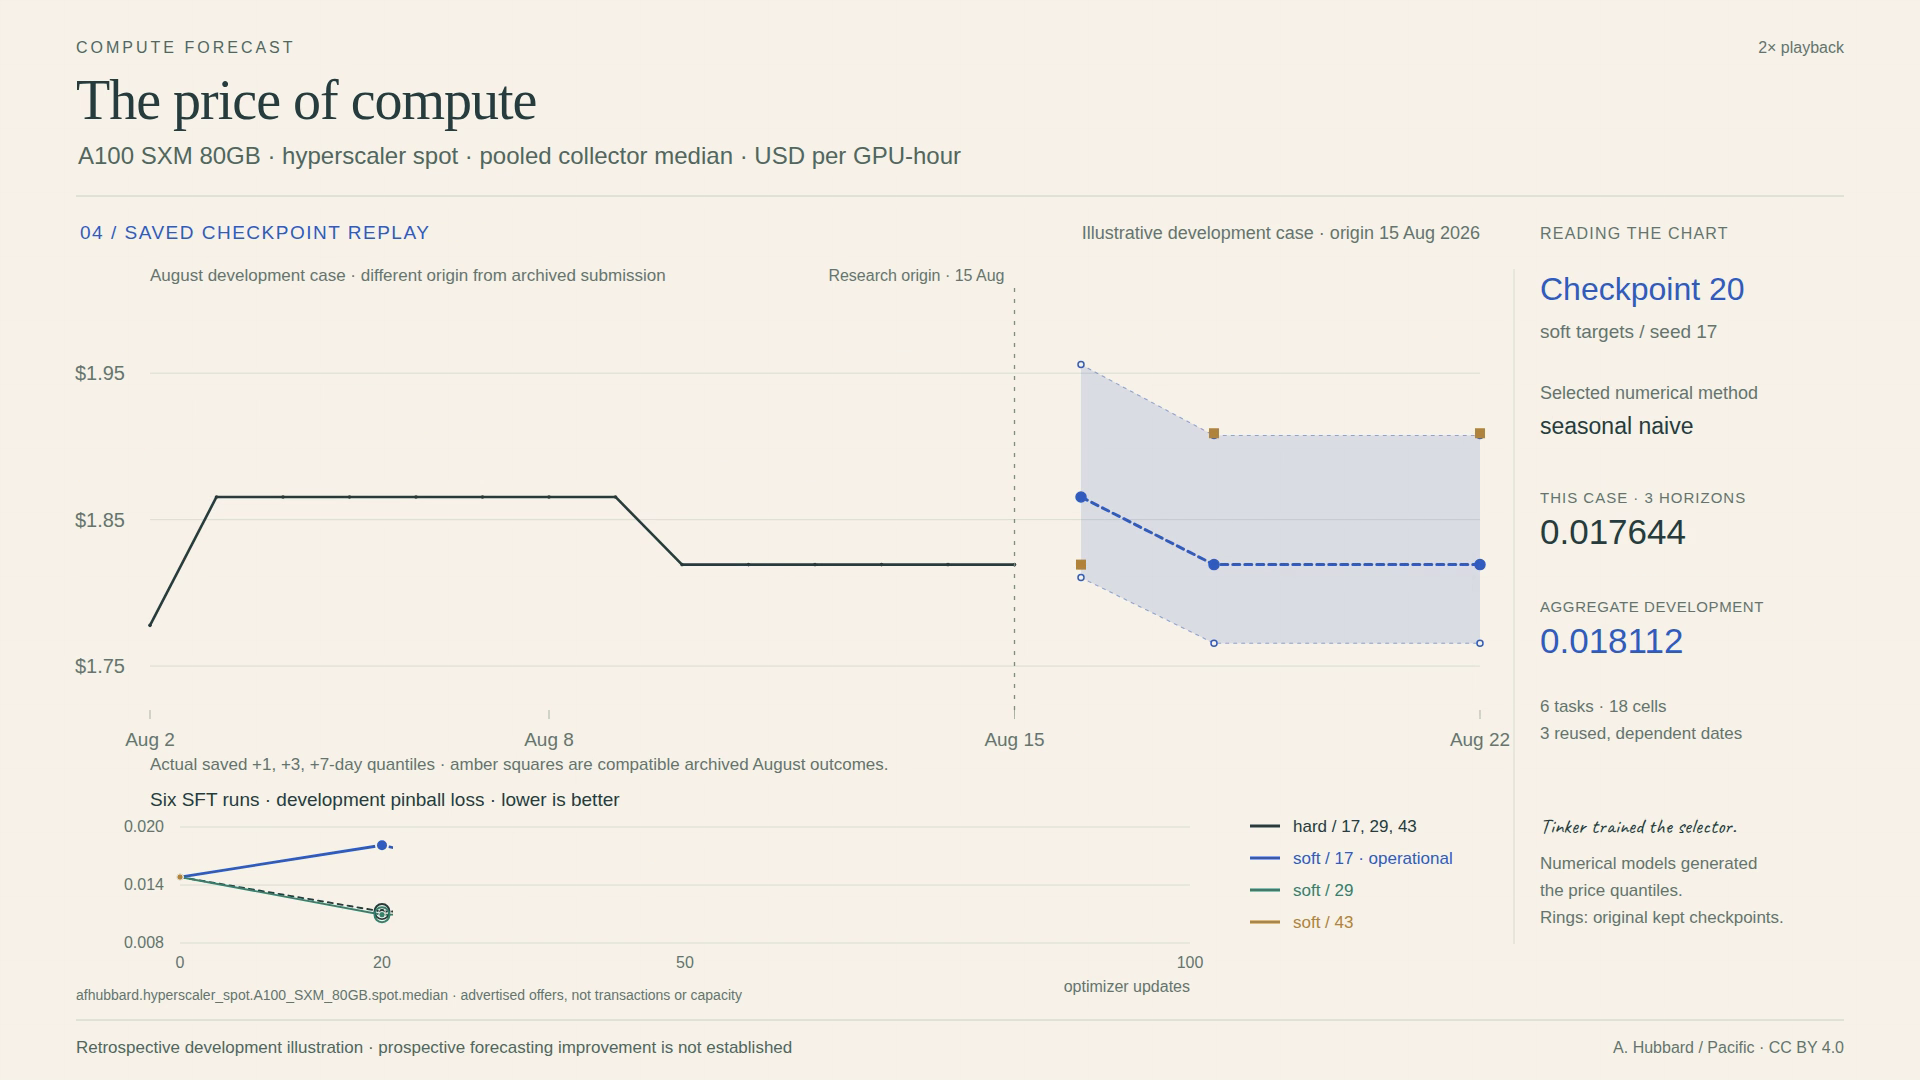 COMPUTE FORECAST
2× playback
The price of compute
A100 SXM 80GB · hyperscaler spot · pooled collector median · USD per GPU-hour
04 / SAVED CHECKPOINT REPLAY
Illustrative development case · origin 15 Aug 2026
READING THE CHART
August development case · different origin from archived submission
Research origin · 15 Aug
Checkpoint 20
soft targets / seed 17
$1.95
Selected numerical method
seasonal naive
THIS CASE · 3 HORIZONS
$1.85
0.017644
AGGREGATE DEVELOPMENT
0.018112
$1.75
6 tasks · 18 cells
3 reused, dependent dates
Aug 2
Aug 8
Aug 15
Aug 22
Actual saved +1, +3, +7-day quantiles · amber squares are compatible archived August outcomes.
Six SFT runs · development pinball loss · lower is better
0.020
0.014
0.008
0
20
50
100
optimizer updates
hard / 17, 29, 43
soft / 17 · operational
soft / 29
soft / 43
Tinker trained the selector.
Numerical models generated
the price quantiles.
Rings: original kept checkpoints.
afhubbard.hyperscaler_spot.A100_SXM_80GB.spot.median · advertised offers, not transactions or capacity
Retrospective development illustration · prospective forecasting improvement is not established
A. Hubbard / Pacific · CC BY 4.0